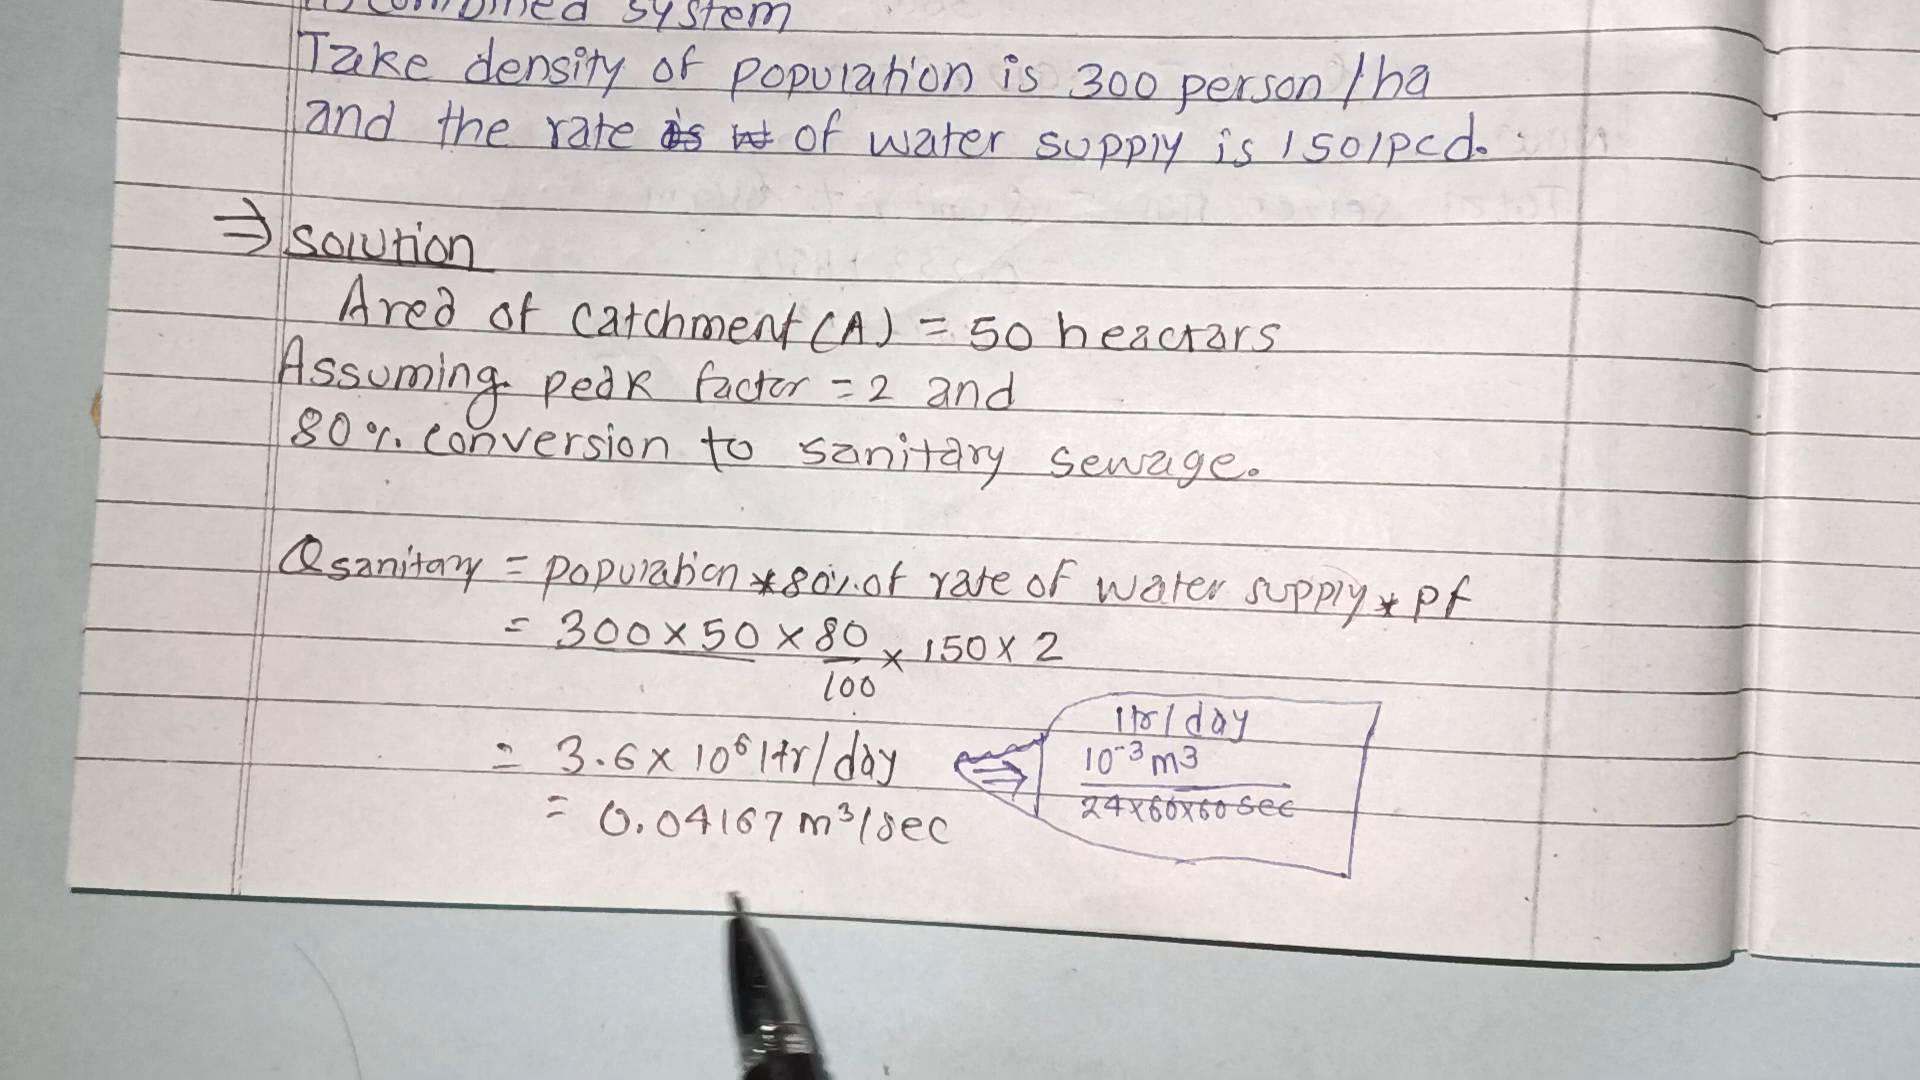 combined system
Take density of population is 300 person/ha
and the rate is of water supply is 150lpcd.
⇒ solution
Area of catchment (A) = 50 heactars
Assuming peak factor = 2 and
80%. conversion to sanitary sewage.
Qsanitary = population * 80%. of rate of water supply * pf
= 300 × 50 × 80/100 × 150 × 2
= 3.6 × 10⁶ ltr/day
= 0.04167 m³/sec
ltr/day
10⁻³ m3
24×60×60 sec